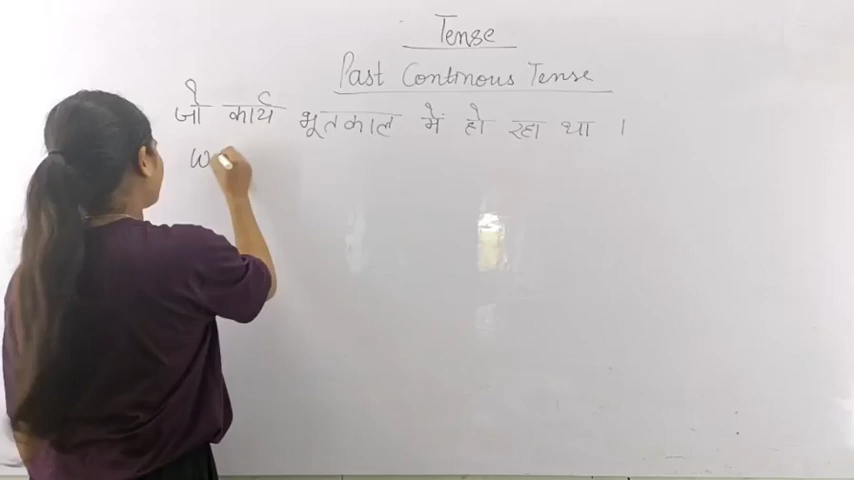 Tense
Past Continous Tense
जो कार्य भूतकाल में हो रहा था ।